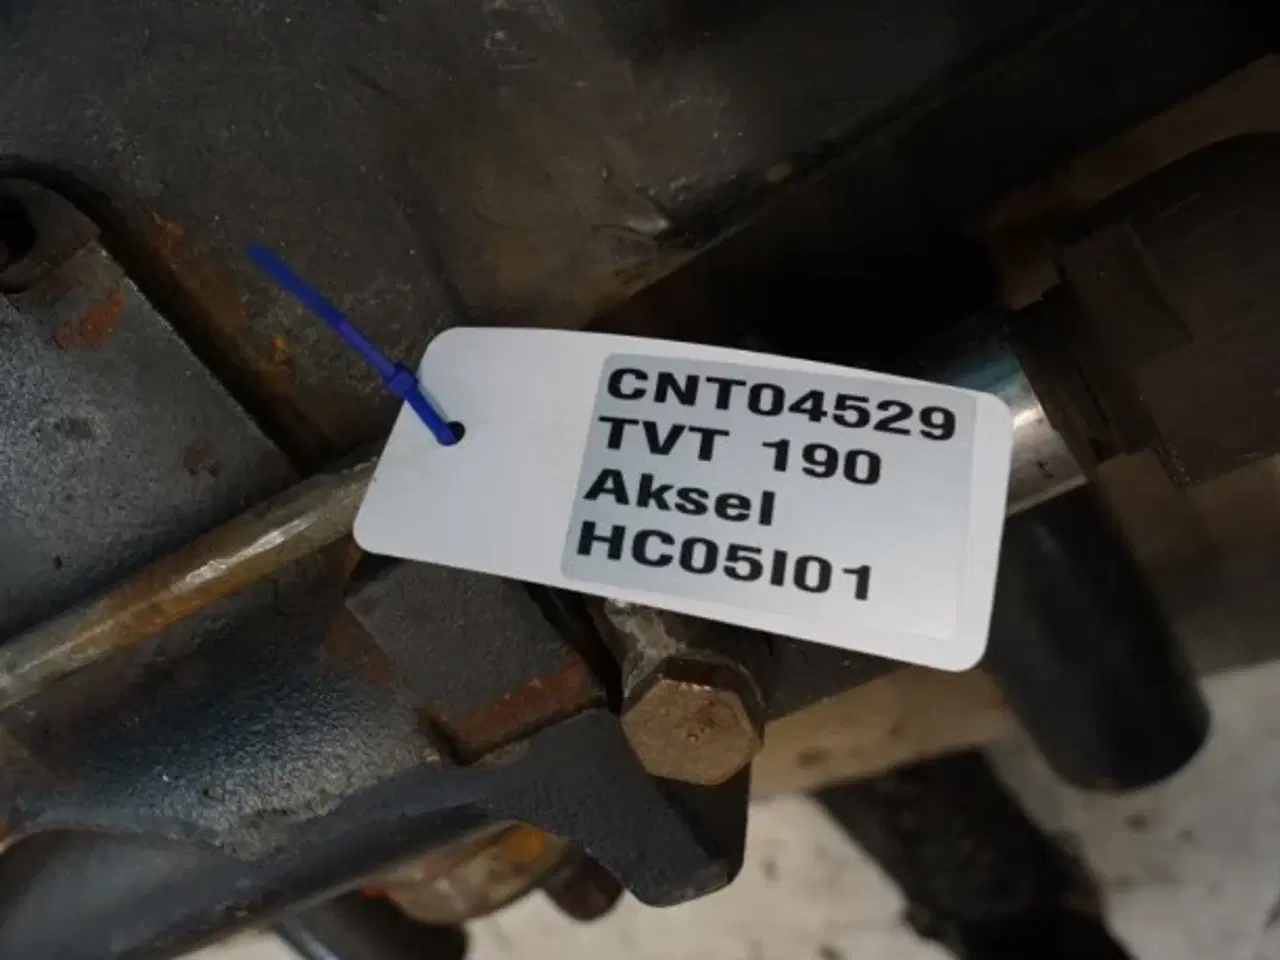 CNT04529
TVT 190
Aksel
HC05I01